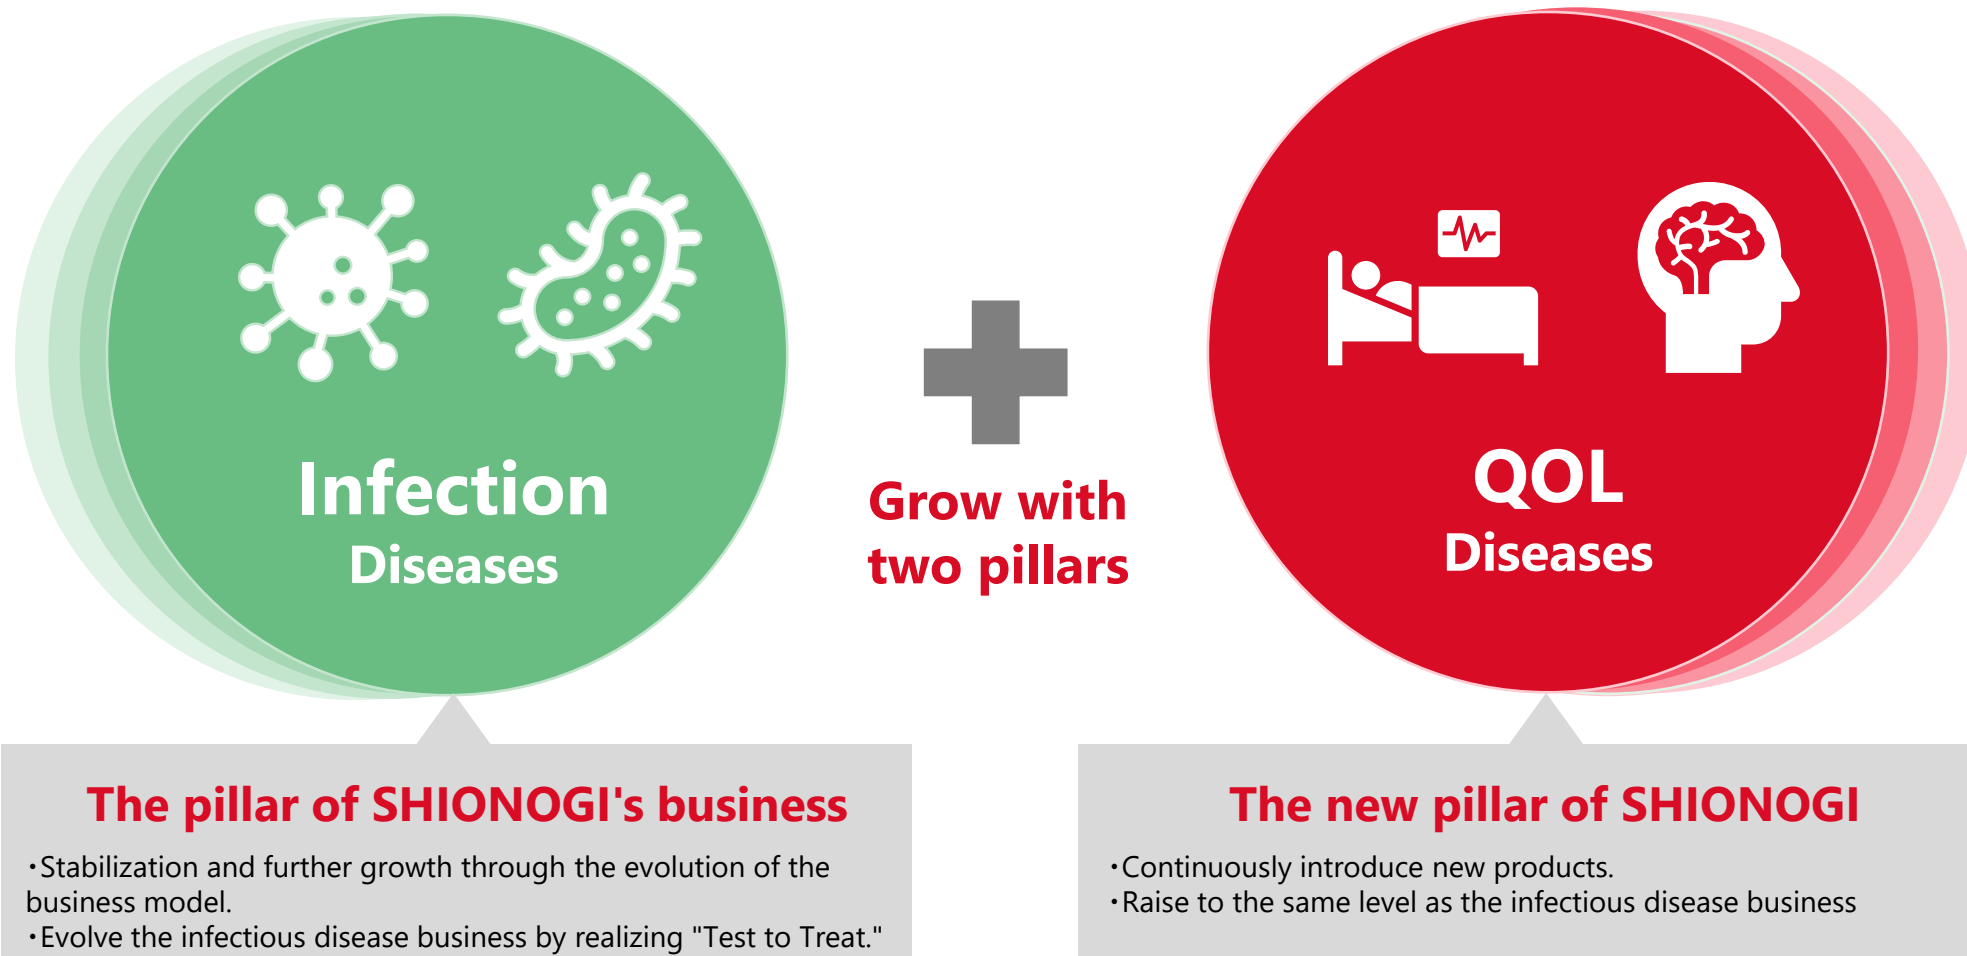 Infection
Diseases
Grow with
two pillars
QOL
Diseases
The pillar of SHIONOGI's business
・Stabilization and further growth through the evolution of the
business model.
・Evolve the infectious disease business by realizing "Test to Treat."
The new pillar of SHIONOGI
・Continuously introduce new products.
・Raise to the same level as the infectious disease business